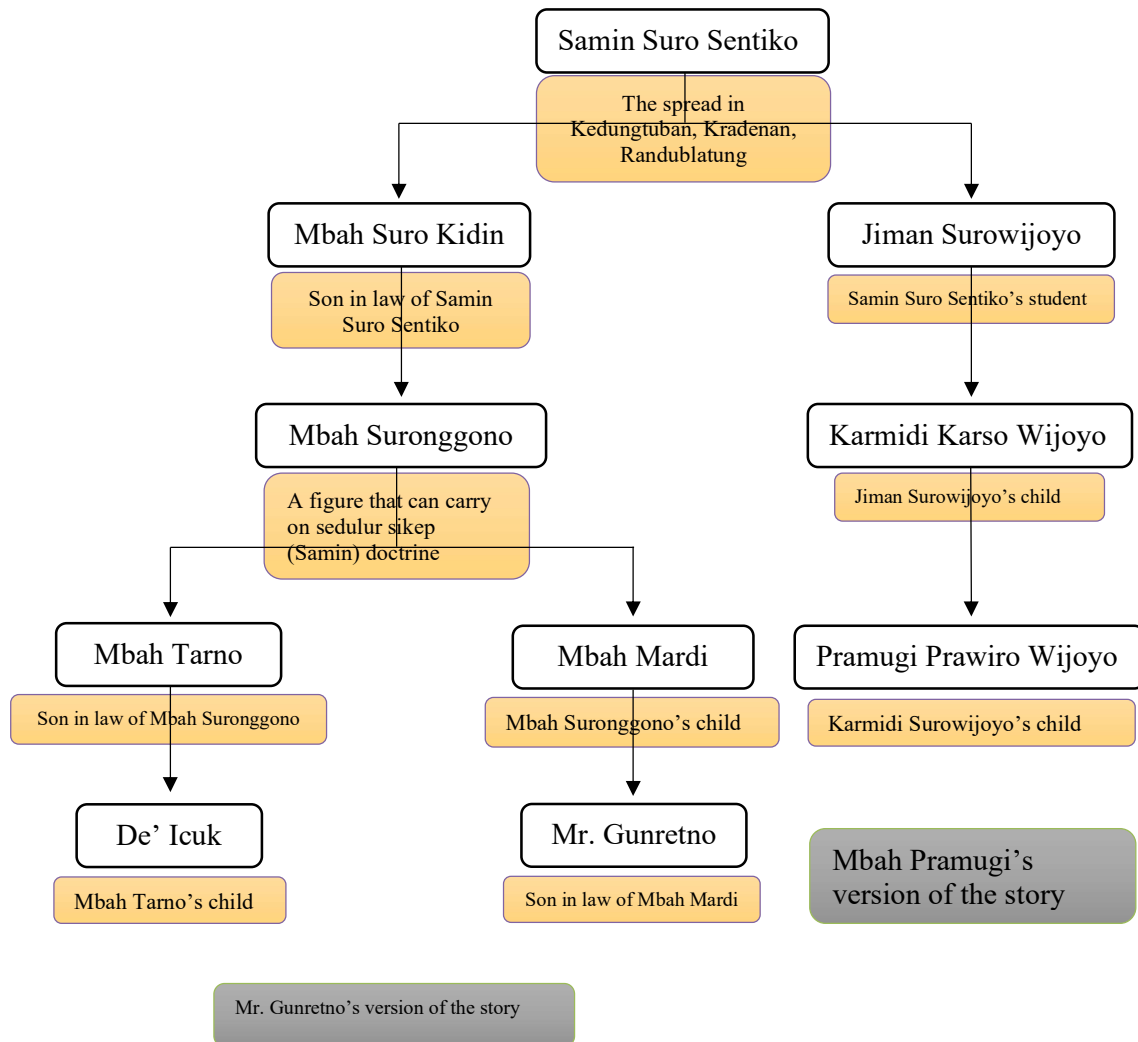 Samin Suro Sentiko
The spread in
Kedungtuban, Kradenan,
Randublatung
Mbah Suro Kidin
Jiman Surowijoyo
Son in law of Samin
Suro Sentiko
Samin Suro Sentiko’s student
Mbah Suronggono
Karmidi Karso Wijoyo
A figure that can carry
on sedulur sikep
(Samin) doctrine
Jiman Surowijoyo’s child
Mbah Tarno
Mbah Mardi
Pramugi Prawiro Wijoyo
Son in law of Mbah Suronggono
Mbah Suronggono’s child
Karmidi Surowijoyo’s child
De’ Icuk
Mr. Gunretno
Mbah Tarno’s child
Son in law of Mbah Mardi
Mbah Pramugi’s
version of the story
Mr. Gunretno’s version of the story